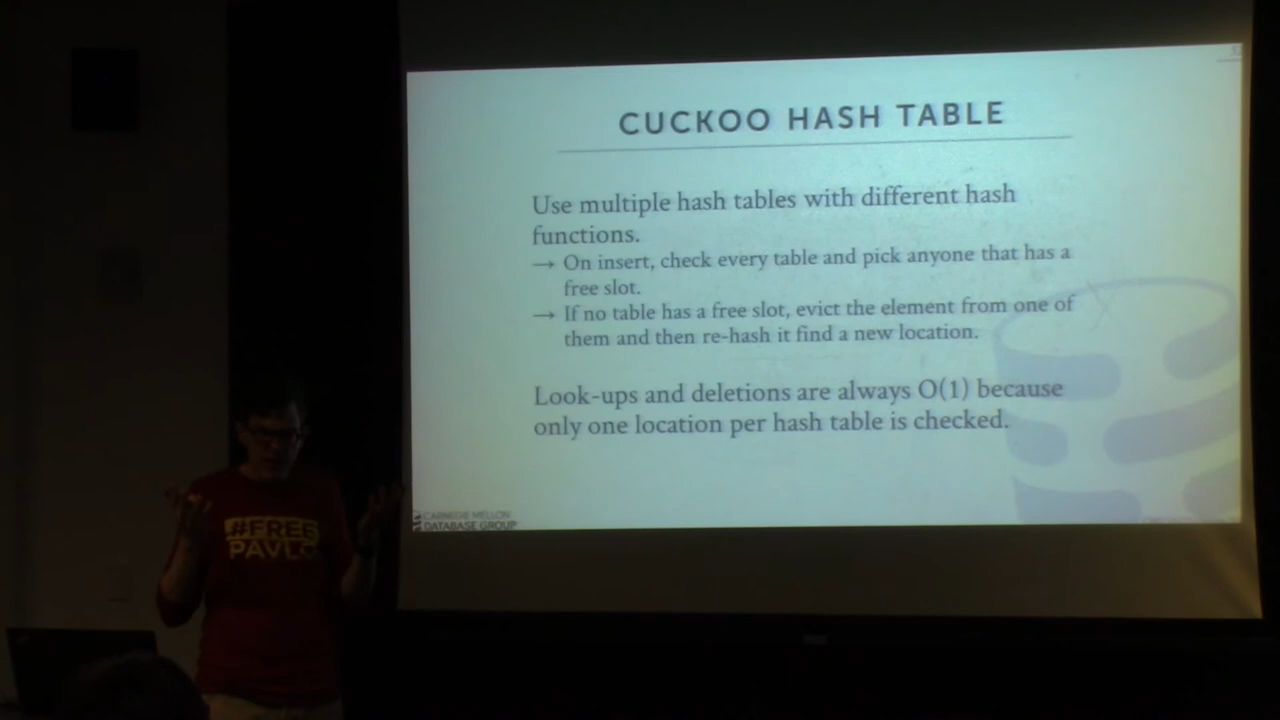 CUCKOO HASH TABLE
Use multiple hash tables with different hash
functions.
→ On insert, check every table and pick anyone that has a
free slot.
→ If no table has a free slot, evict the element from one of
them and then re-hash it find a new location.
Look-ups and deletions are always O(1) because
only one location per hash table is checked.
CARNEGIE MELLON
DATABASE GROUP
#FREE
PAVLO